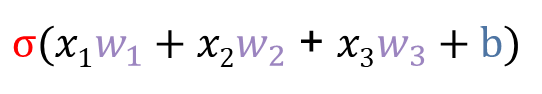 σ(x₁w₁ + x₂w₂ + x₃w₃ + b)